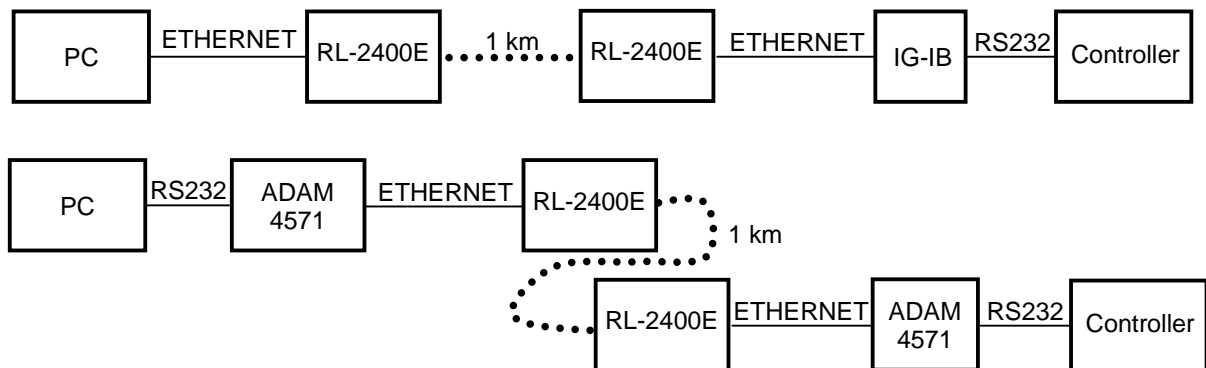 PC ETHERNET RL-2400E 1 km RL-2400E ETHERNET IG-IB RS232 Controller
PC RS232 ADAM 4571 ETHERNET RL-2400E
1 km
RL-2400E ETHERNET ADAM 4571 RS232 Controller